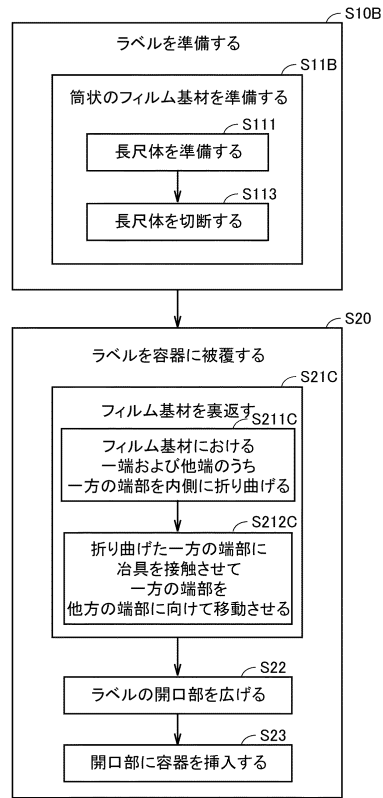 S10B
ラベルを準備する
S11B
筒状のフィルム基材を準備する
S111
長尺体を準備する
S113
長尺体を切断する
S20
ラベルを容器に被覆する
S21C
フィルム基材を裏返す
S211C
フィルム基材における
一端および他端のうち
一方の端部を内側に折り曲げる
S212C
折り曲げた一方の端部に
冶具を接触させて
一方の端部を
他方の端部に向けて移動させる
S22
ラベルの開口部を広げる
S23
開口部に容器を挿入する